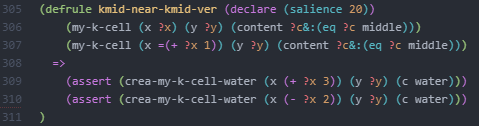 305 (defrule kmid-near-kmid-ver (declare (salience 20))
306 (my-k-cell (x ?x) (y ?y) (content ?c&:(eq ?c middle)))
307 (my-k-cell (x =(+ ?x 1)) (y ?y) (content ?c&:(eq ?c middle)))
308 =>
309 (assert (crea-my-k-cell-water (x (+ ?x 3)) (y ?y) (c water)))
310 (assert (crea-my-k-cell-water (x (- ?x 2)) (y ?y) (c water)))
311 )